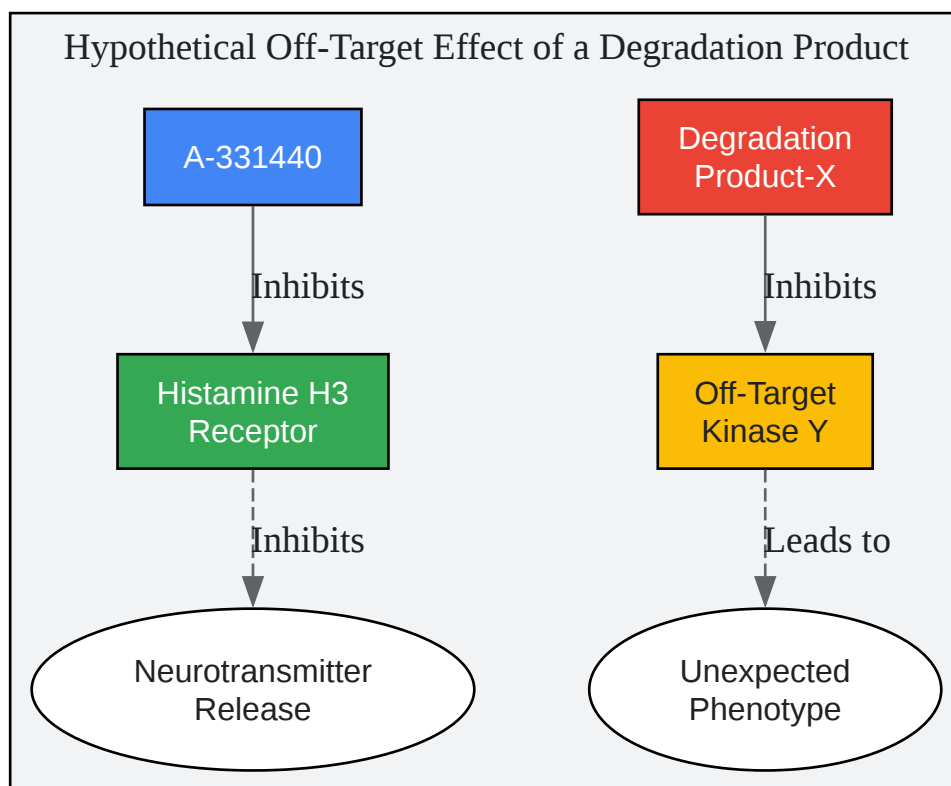 Hypothetical Off-Target Effect of a Degradation Product
A-331440
Inhibits
Histamine H3
Receptor
Inhibits
Neurotransmitter
Release
Degradation
Product-X
Inhibits
Off-Target
Kinase Y
Leads to
Unexpected
Phenotype